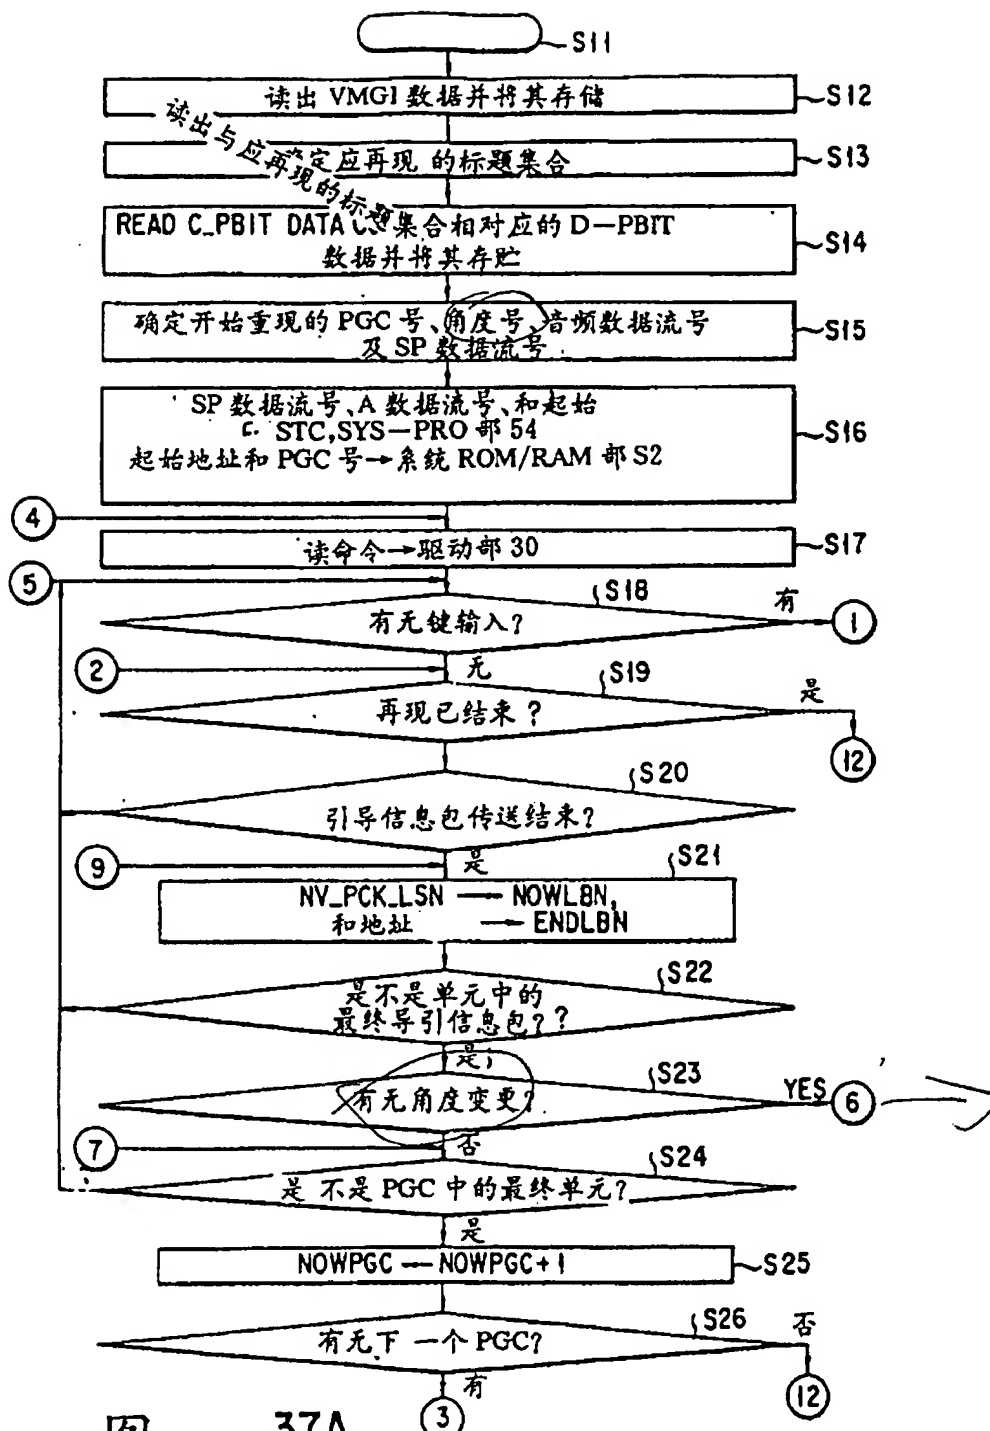 S11
读出 VMGI 数据并将其存储
S12
读出与应再现的标题
定应再现 的标题集合
S13
READ C_PBIT DATA
集合相对应的 D—PBIT
数据并将其存贮
S14
确定开始重现的 PGC 号、角度号、音频数据流号
及 SP 数据流号
S15
SP 数据流号、A 数据流号、和起始
STC,SYS—PRO 部 54
起始地址和 PGC 号→系统 ROM/RAM 部 S2
S16
4
读命令→驱动部 30
S17
5
S18
有无键输入?
有
1
2
无
S19
再现已结束?
是
12
S20
引导信息包传送结束?
9
是
S21
NV_PCK_LSN → NOWLBN,
和地址 → ENDLBN
S22
是不是单元中的
最终导引信息包??
是;
S23
有无角度变更?
YES
6
7
否
S24
是 不是 PGC 中的最终单元?
是
NOWPGC — NOWPGC+1
S25
S26
有无下 一个 PGC?
否
12
有
3
图 37A